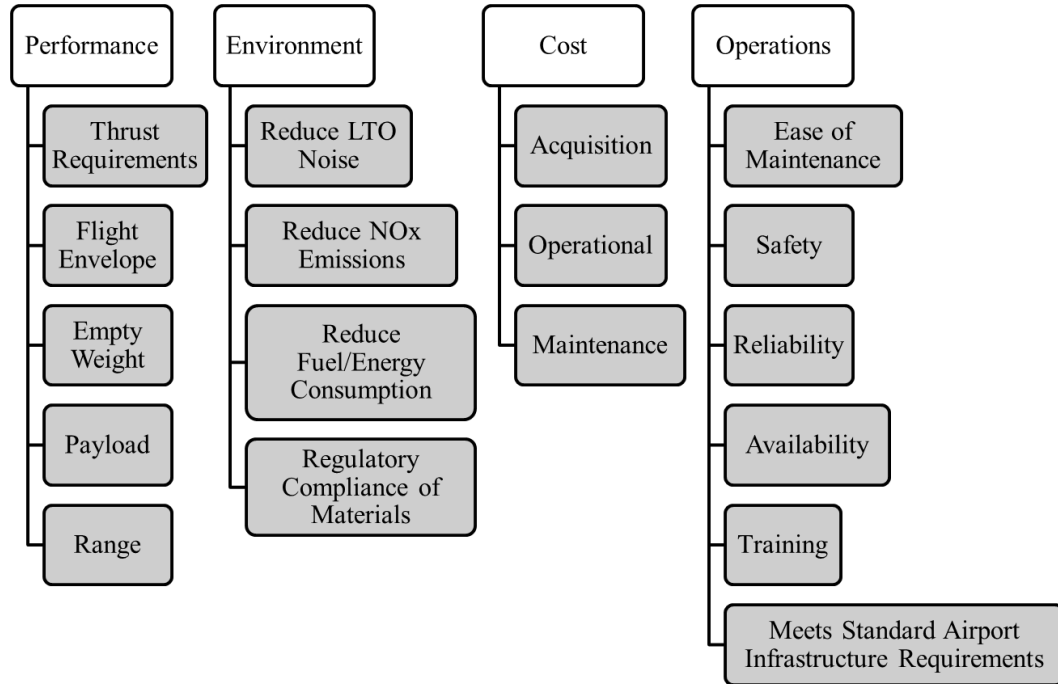 Performance
Thrust
Requirements
Flight
Envelope
Empty
Weight
Payload
Range
Environment
Reduce LTO
Noise
Reduce NOx
Emissions
Reduce
Fuel/Energy
Consumption
Regulatory
Compliance of
Materials
Cost
Acquisition
Operational
Maintenance
Operations
Ease of
Maintenance
Safety
Reliability
Availability
Training
Meets Standard Airport
Infrastructure Requirements